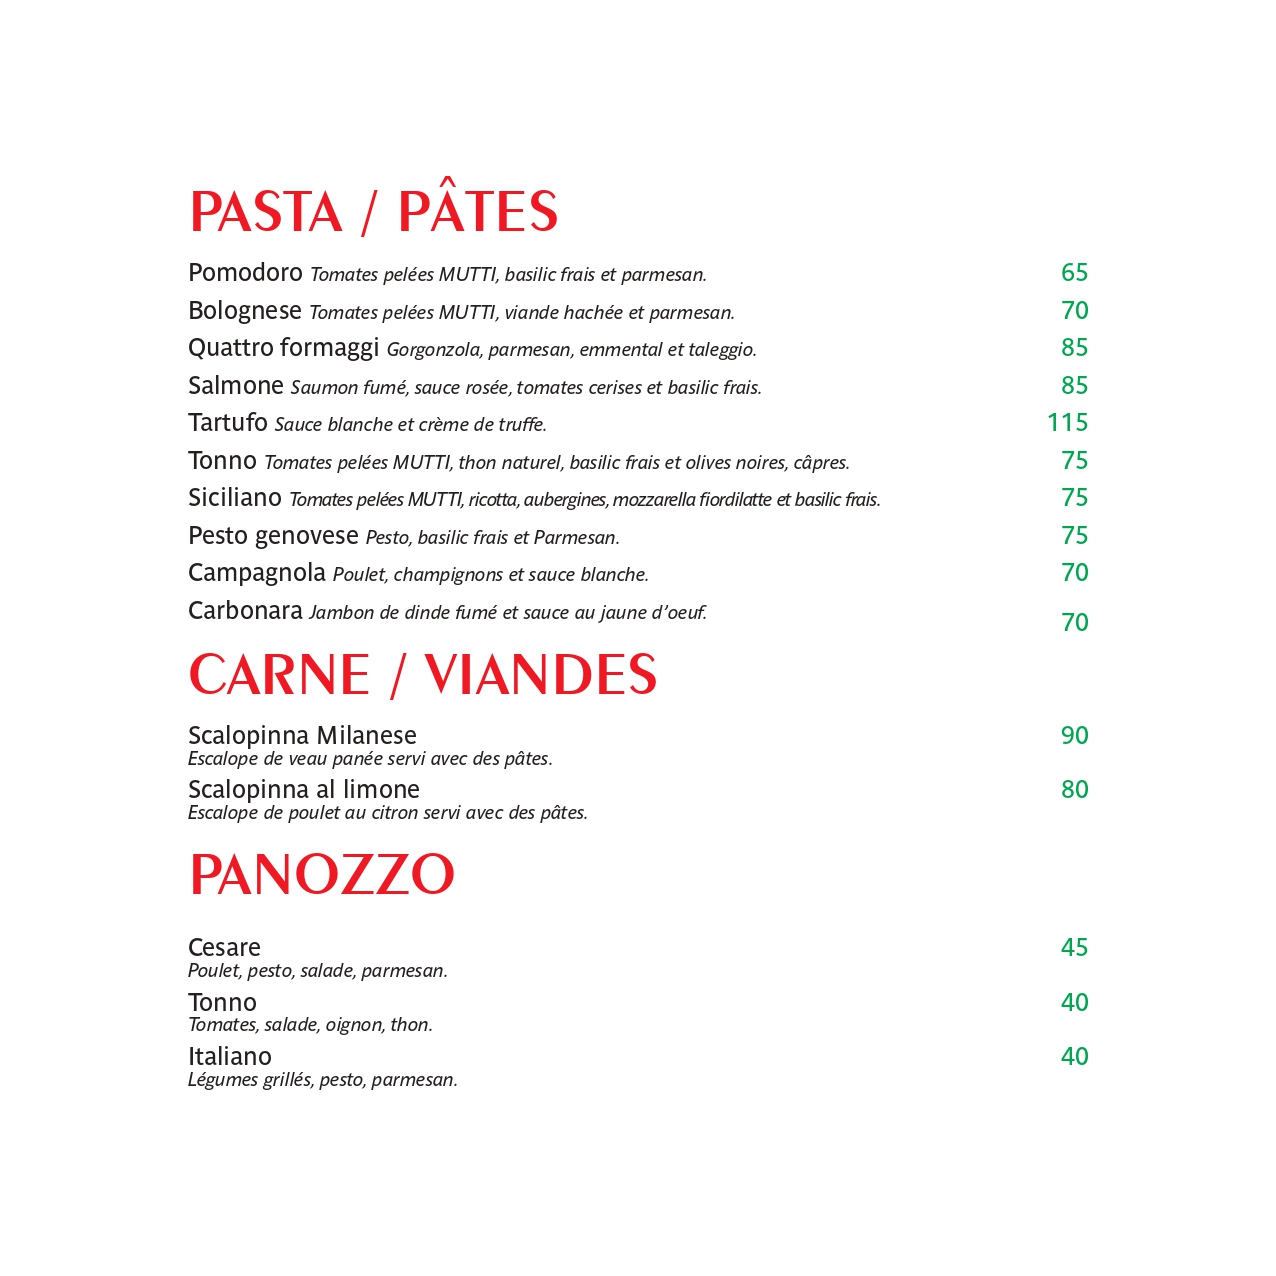 PASTA / PÂTES
Pomodoro Tomates pelées MUTTI, basilic frais et parmesan. 65
Bolognese Tomates pelées MUTTI, viande hachée et parmesan. 70
Quattro formaggi Gorgonzola, parmesan, emmental et taleggio. 85
Salmone Saumon fumé, sauce rosée, tomates cerises et basilic frais. 85
Tartufo Sauce blanche et crème de truffe. 115
Tonno Tomates pelées MUTTI, thon naturel, basilic frais et olives noires, câpres. 75
Siciliano Tomates pelées MUTTI, ricotta, aubergines, mozzarella fiordilatte et basilic frais. 75
Pesto genovese Pesto, basilic frais et Parmesan. 75
Campagnola Poulet, champignons et sauce blanche. 70
Carbonara Jambon de dinde fumé et sauce au jaune d’oeuf. 70
CARNE / VIANDES
Scalopinna Milanese 90
Escalope de veau panée servi avec des pâtes.
Scalopinna al limone 80
Escalope de poulet au citron servi avec des pâtes.
PANOZZO
Cesare 45
Poulet, pesto, salade, parmesan.
Tonno 40
Tomates, salade, oignon, thon.
Italiano 40
Légumes grillés, pesto, parmesan.